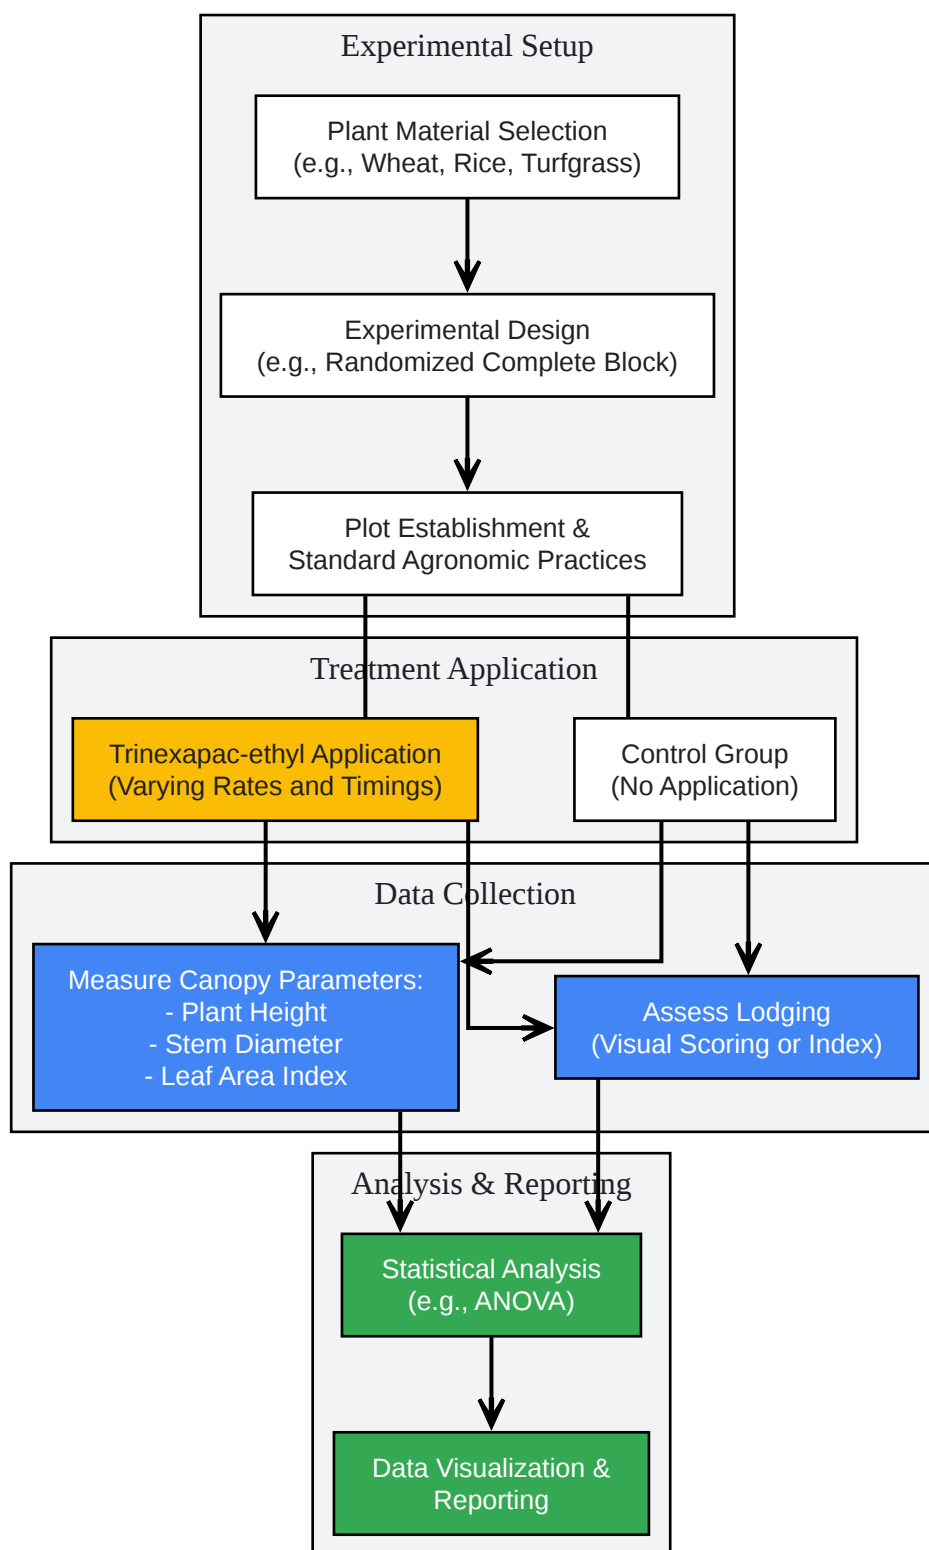 Experimental Setup
Plant Material Selection
(e.g., Wheat, Rice, Turfgrass)
Experimental Design
(e.g., Randomized Complete Block)
Plot Establishment &
Standard Agronomic Practices
Treatment Application
Trinexapac-ethyl Application
(Varying Rates and Timings)
Control Group
(No Application)
Data Collection
Measure Canopy Parameters:
- Plant Height
- Stem Diameter
- Leaf Area Index
Assess Lodging
(Visual Scoring or Index)
Analysis & Reporting
Statistical Analysis
(e.g., ANOVA)
Data Visualization &
Reporting